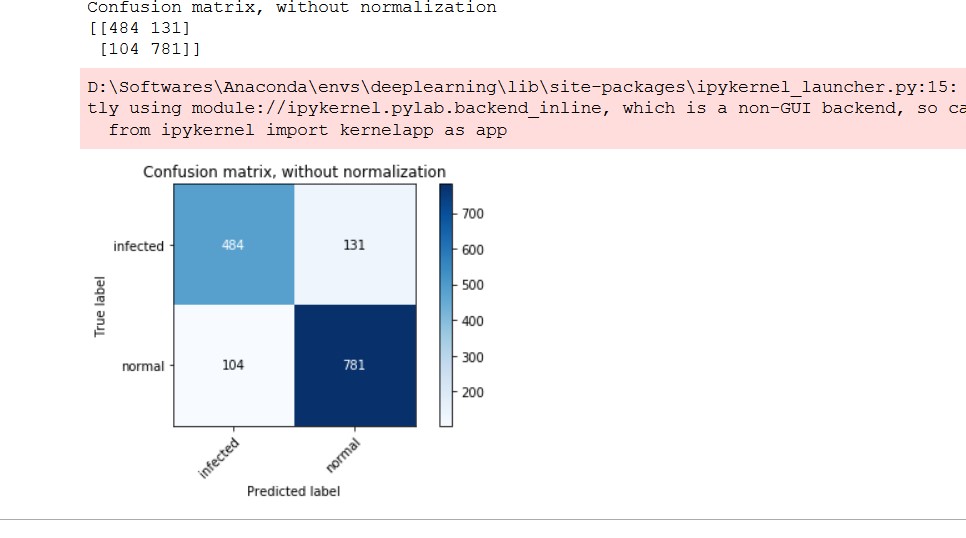 Confusion matrix, without normalization
[[484 131]
 [104 781]]
D:\Softwares\Anaconda\envs\deeplearning\lib\site-packages\ipykernel_launcher.py:15:
tly using module://ipykernel.pylab.backend_inline, which is a non-GUI backend, so ca
  from ipykernel import kernelapp as app
Confusion matrix, without normalization
True label
infected
484
131
normal
104
781
infected
normal
Predicted label
700
600
500
400
300
200